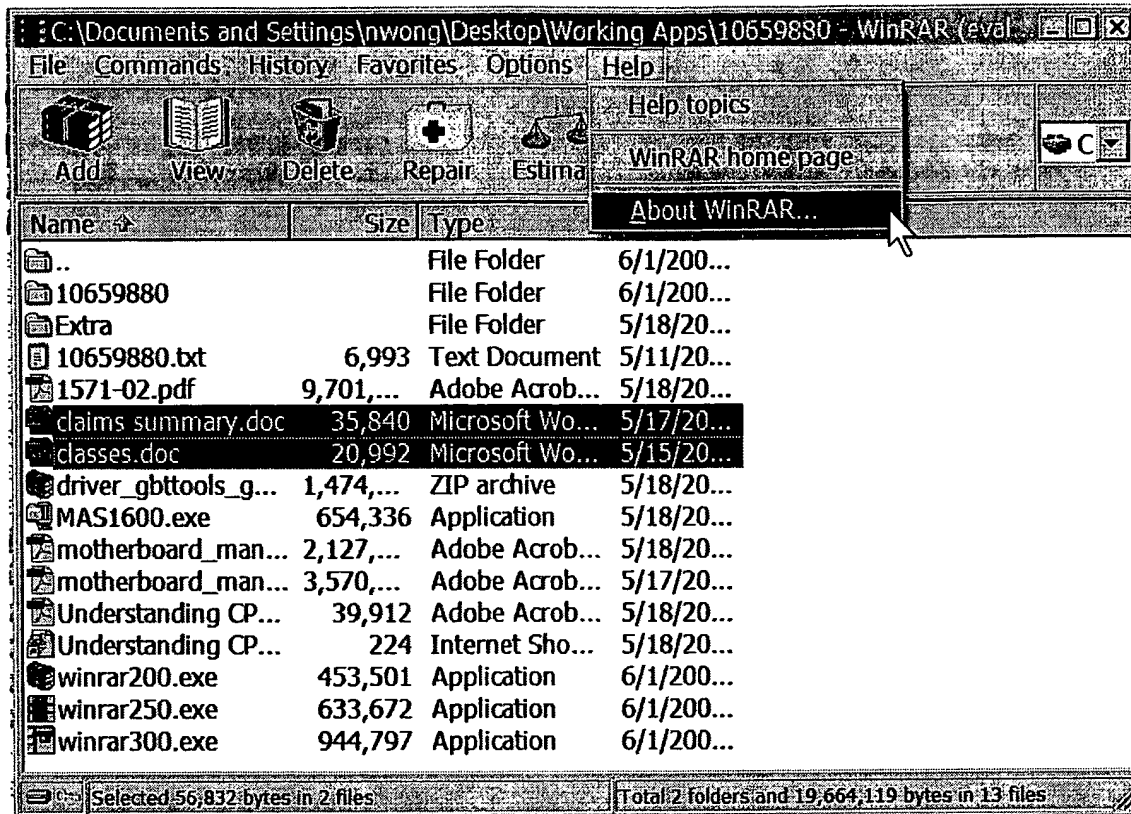 C:\Documents and Settings\nwong\Desktop\Working Apps\10659880 - WinRAR (eval...
File Commands History Favorites Options Help
Help topics
WinRAR home page
About WinRAR...
Add View Delete Repair Estima
C
Name Size Type
.. File Folder 6/1/200...
10659880 File Folder 6/1/200...
Extra File Folder 5/18/20...
10659880.txt 6,993 Text Document 5/11/20...
1571-02.pdf 9,701,... Adobe Acrob... 5/18/20...
claims summary.doc 35,840 Microsoft Wo... 5/17/20...
classes.doc 20,992 Microsoft Wo... 5/15/20...
driver_gbttools_g... 1,474,... ZIP archive 5/18/20...
MAS1600.exe 654,336 Application 5/18/20...
motherboard_man... 2,127,... Adobe Acrob... 5/18/20...
motherboard_man... 3,570,... Adobe Acrob... 5/17/20...
Understanding CP... 39,912 Adobe Acrob... 5/18/20...
Understanding CP... 224 Internet Sho... 5/18/20...
winrar200.exe 453,501 Application 6/1/200...
winrar250.exe 633,672 Application 6/1/200...
winrar300.exe 944,797 Application 6/1/200...
Selected 56,832 bytes in 2 files
Total 2 folders and 19,664,119 bytes in 13 files